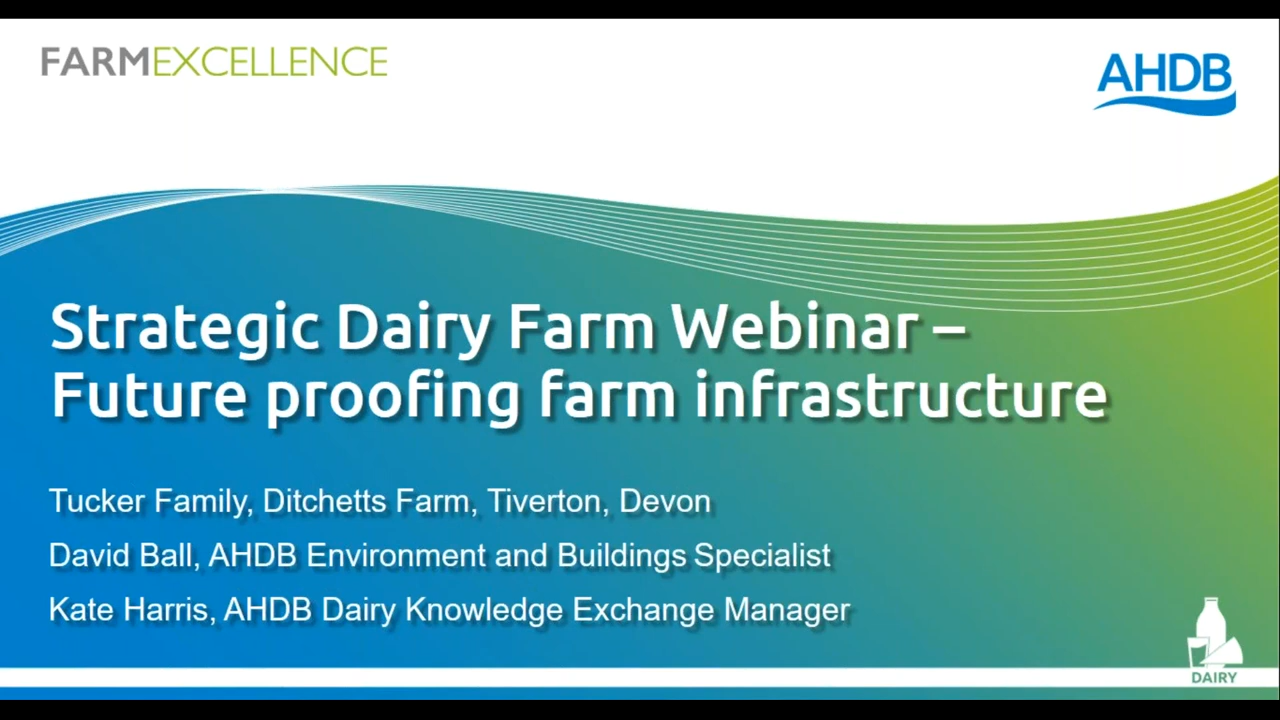 FARMEXCELLENCE
AHDB
Strategic Dairy Farm Webinar –
Future proofing farm infrastructure
Tucker Family, Ditchetts Farm, Tiverton, Devon
David Ball, AHDB Environment and Buildings Specialist
Kate Harris, AHDB Dairy Knowledge Exchange Manager
DAIRY